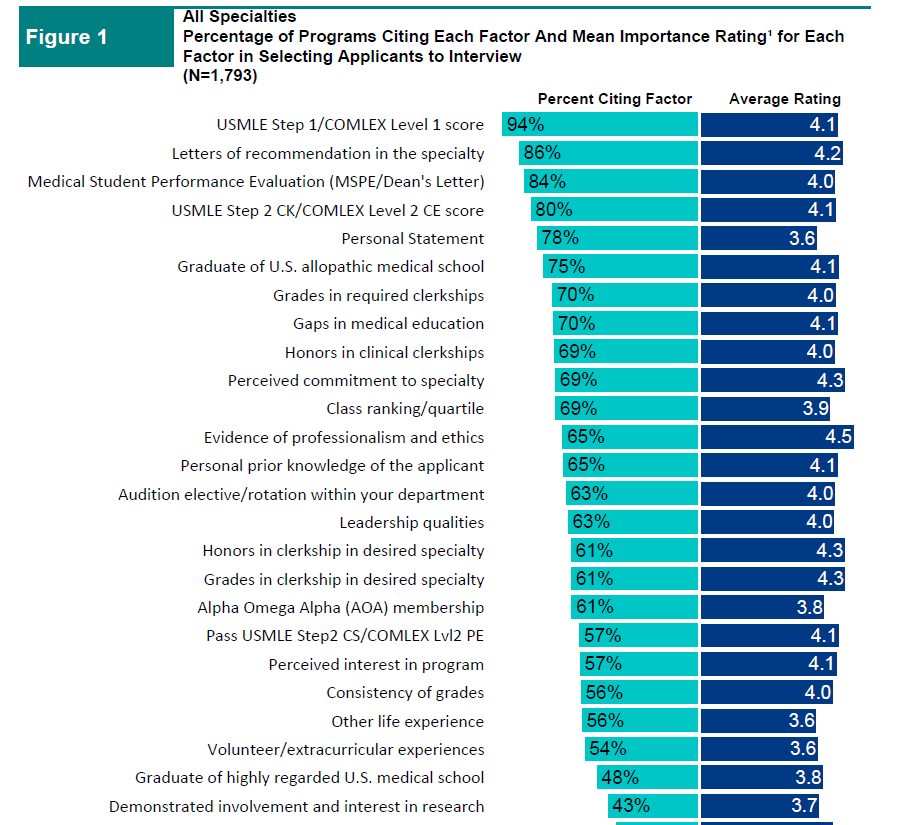 Figure 1
All Specialties
Percentage of Programs Citing Each Factor And Mean Importance Rating¹ for Each
Factor in Selecting Applicants to Interview
(N=1,793)
Percent Citing Factor Average Rating
USMLE Step 1/COMLEX Level 1 score 94% 4.1
Letters of recommendation in the specialty 86% 4.2
Medical Student Performance Evaluation (MSPE/Dean's Letter) 84% 4.0
USMLE Step 2 CK/COMLEX Level 2 CE score 80% 4.1
Personal Statement 78% 3.6
Graduate of U.S. allopathic medical school 75% 4.1
Grades in required clerkships 70% 4.0
Gaps in medical education 70% 4.1
Honors in clinical clerkships 69% 4.0
Perceived commitment to specialty 69% 4.3
Class ranking/quartile 69% 3.9
Evidence of professionalism and ethics 65% 4.5
Personal prior knowledge of the applicant 65% 4.1
Audition elective/rotation within your department 63% 4.0
Leadership qualities 63% 4.0
Honors in clerkship in desired specialty 61% 4.3
Grades in clerkship in desired specialty 61% 4.3
Alpha Omega Alpha (AOA) membership 61% 3.8
Pass USMLE Step2 CS/COMLEX Lvl2 PE 57% 4.1
Perceived interest in program 57% 4.1
Consistency of grades 56% 4.0
Other life experience 56% 3.6
Volunteer/extracurricular experiences 54% 3.6
Graduate of highly regarded U.S. medical school 48% 3.8
Demonstrated involvement and interest in research 43% 3.7